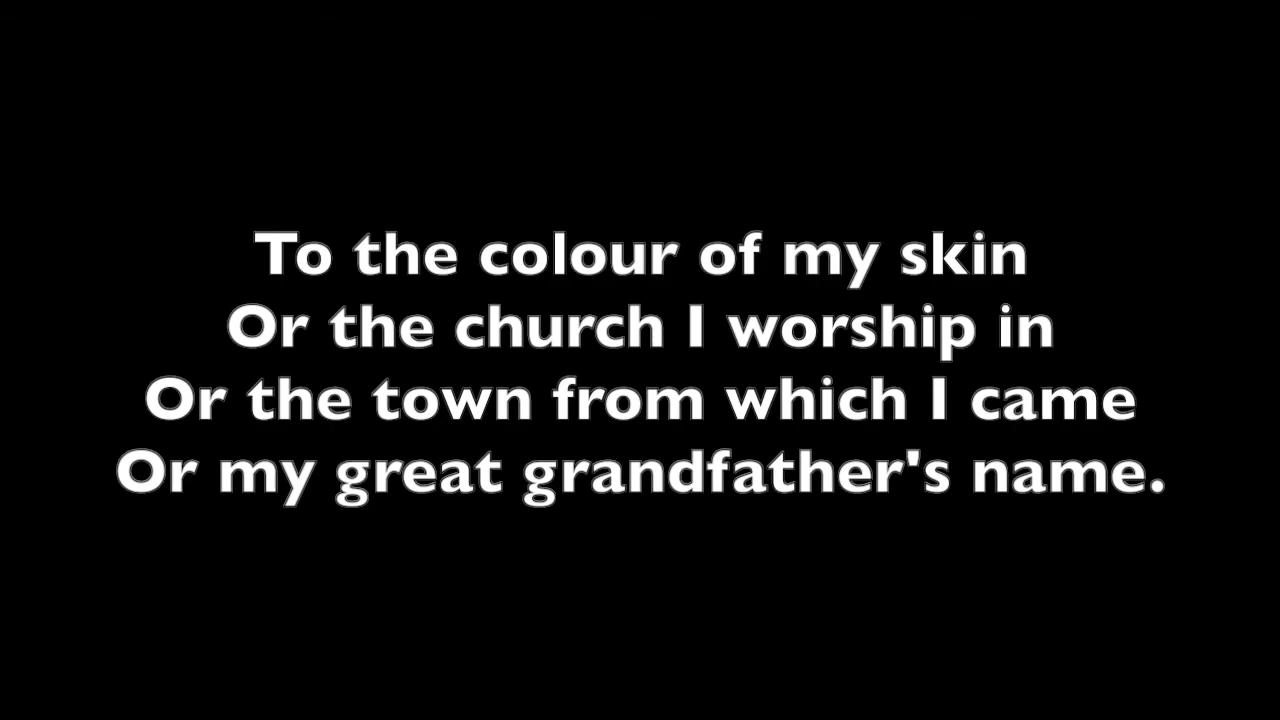 To the colour of my skin
Or the church I worship in
Or the town from which I came
Or my great grandfather's name.